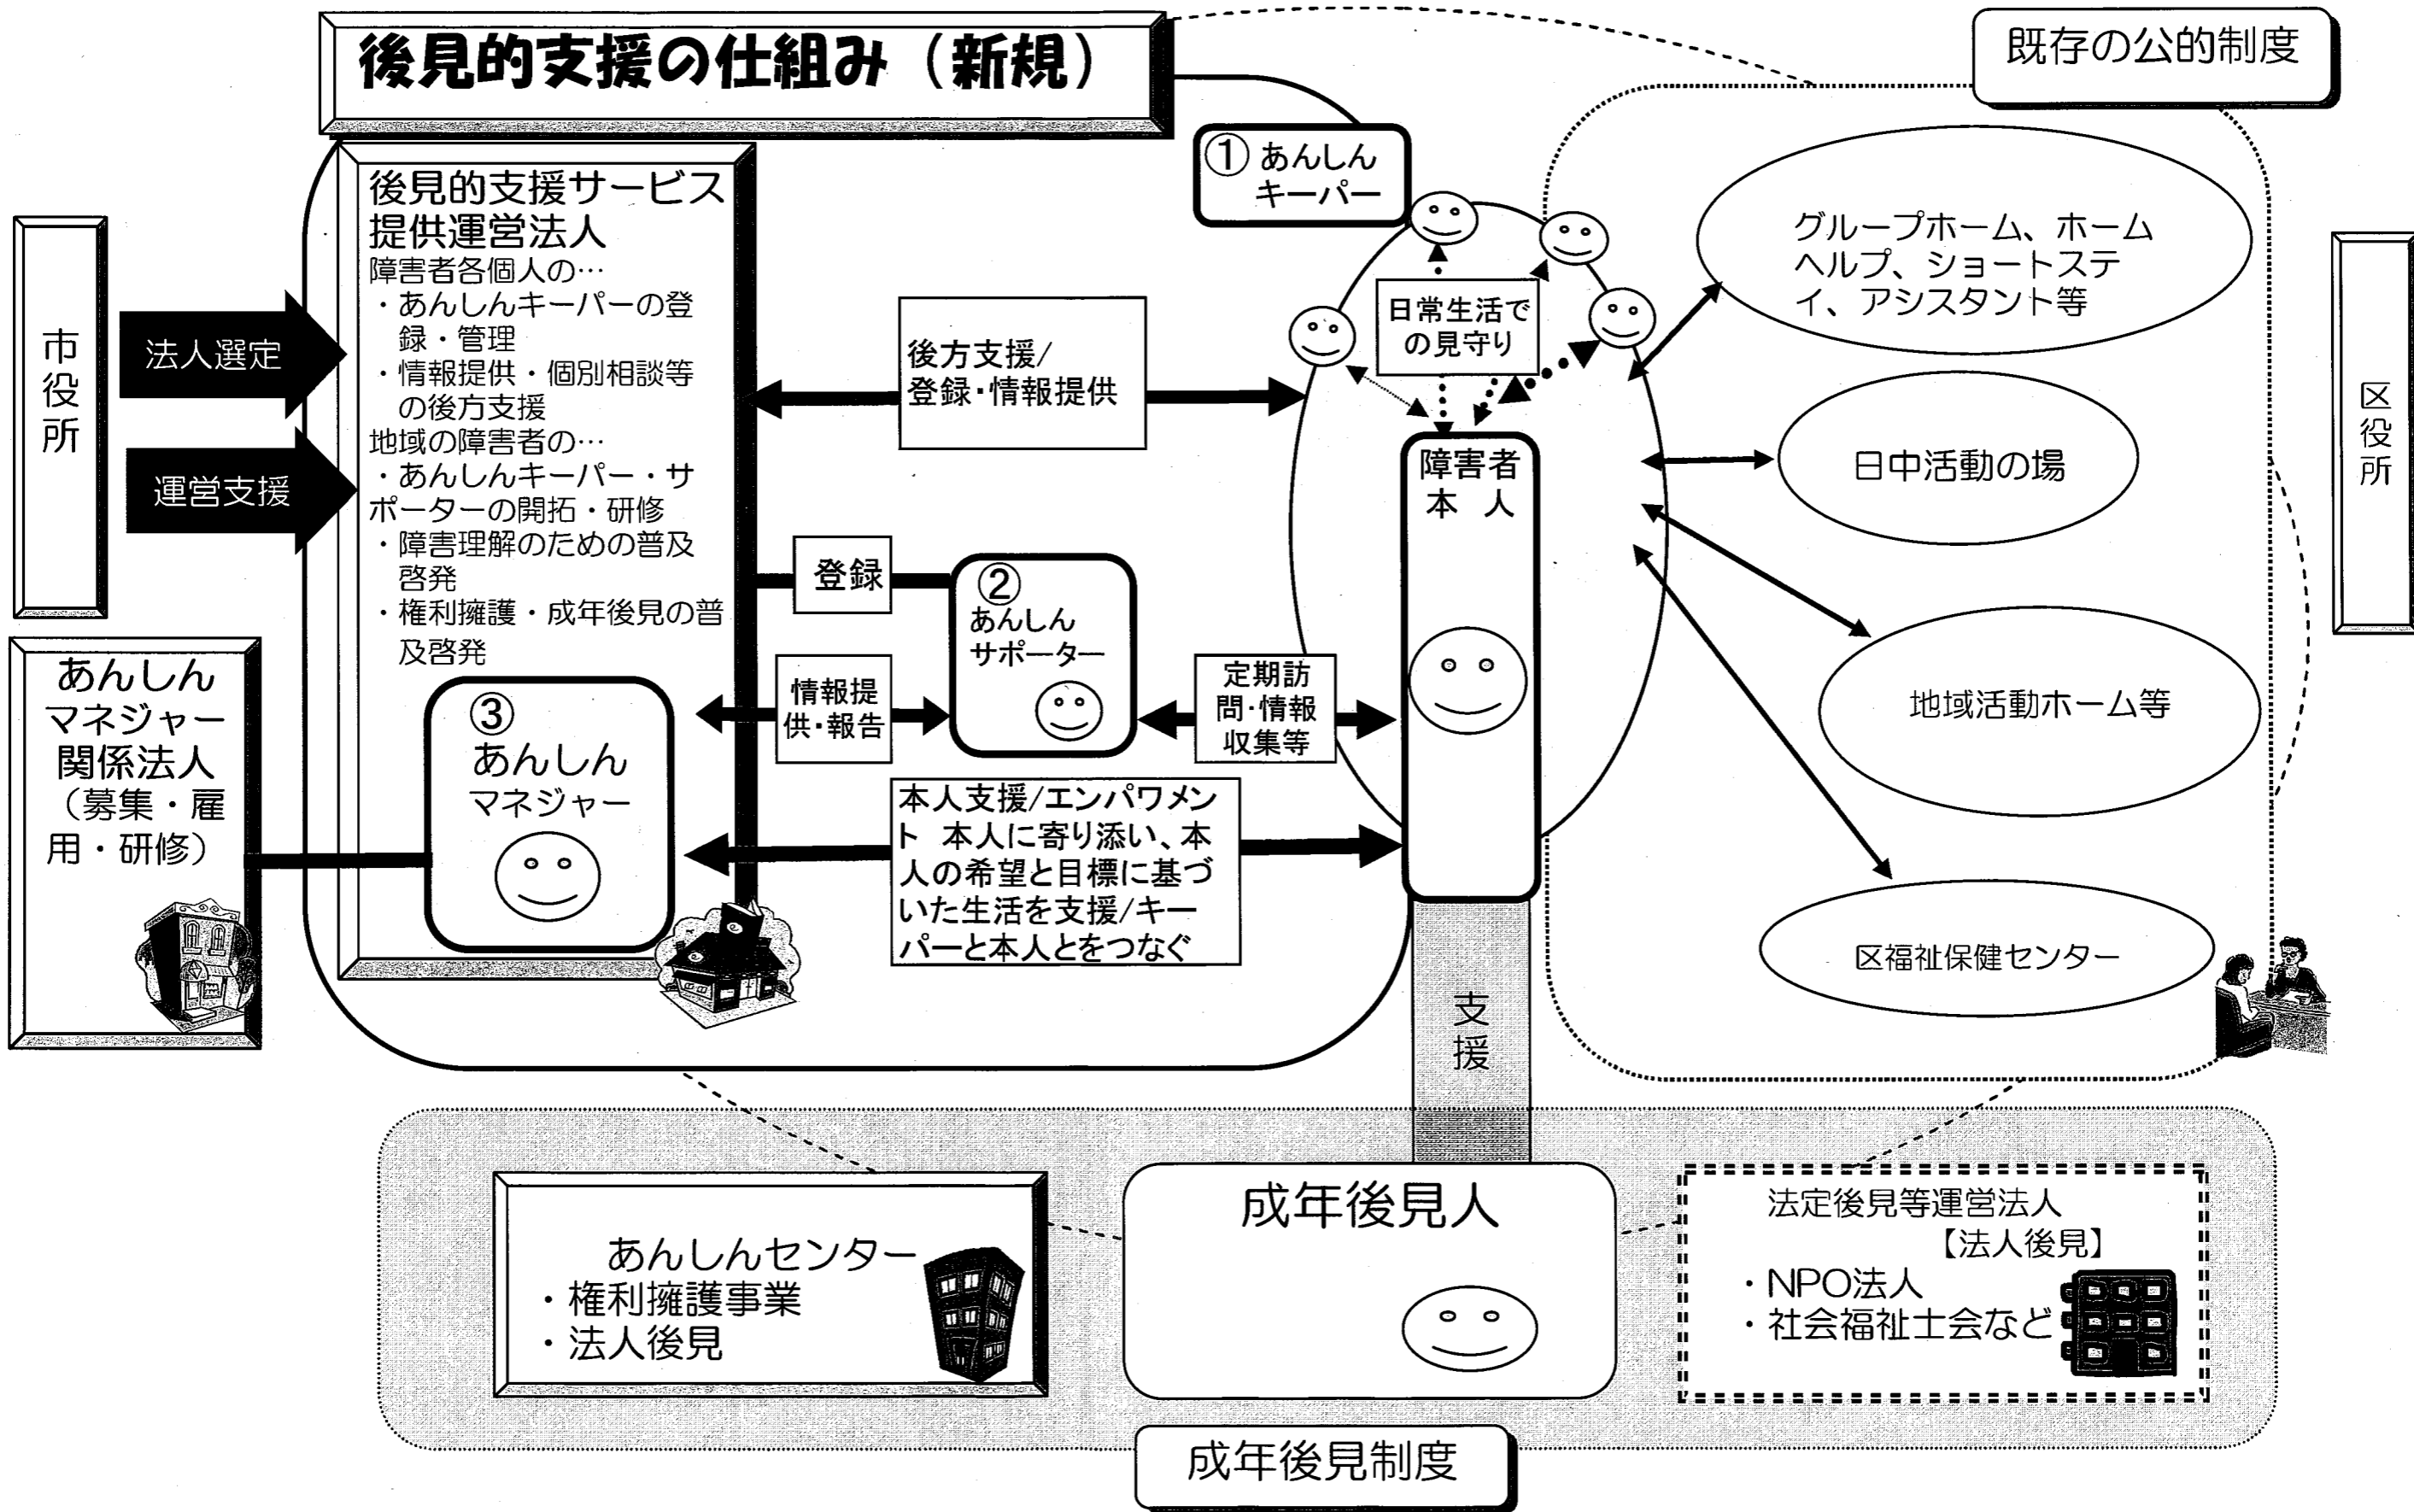 後見的支援の仕組み（新規）
既存の公的制度
市役所
法人選定
運営支援
後見的支援サービス
提供運営法人
障害者各個人の…
・あんしんキーパーの登
録・管理
・情報提供・個別相談等
の後方支援
地域の障害者の…
・あんしんキーパー・サ
ポーターの開拓・研修
・障害理解のための普及
啓発
・権利擁護・成年後見の普
及啓発
③
あんしん
マネジャー
あんしん
マネジャー
関係法人
（募集・雇
用・研修）
後方支援/
登録・情報提供
登録
②
あんしん
サポーター
情報提
供・報告
定期訪
問・情報
収集等
本人支援/エンパワメン
ト 本人に寄り添い、本
人の希望と目標に基づ
いた生活を支援/キー
パーと本人とをつなぐ
① あんしん
キーパー
日常生活で
の見守り
障害者
本 人
支援
グループホーム、ホーム
ヘルプ、ショートステ
イ、アシスタント等
日中活動の場
地域活動ホーム等
区福祉保健センター
区役所
あんしんセンター
・権利擁護事業
・法人後見
成年後見人
法定後見等運営法人
【法人後見】
・NPO法人
・社会福祉士会など
成年後見制度